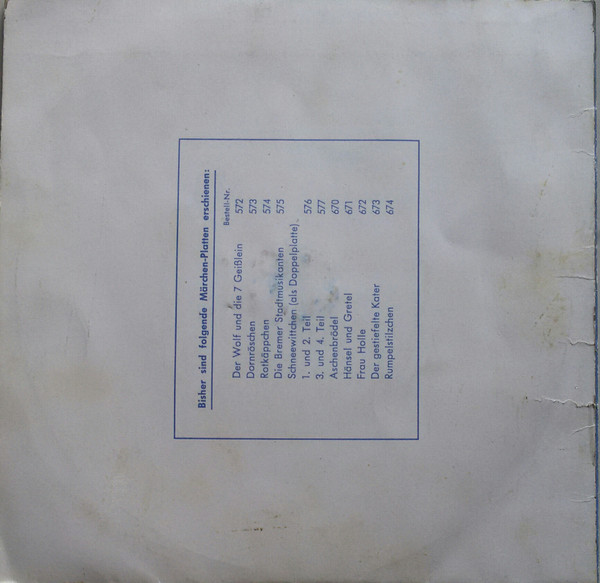 Bisher sind folgende Märchen-Platten erschienen:
Bestell-Nr.
Der Wolf und die 7 Geißlein 572
Dornröschen 573
Rotkäppchen 574
Die Bremer Stadtmusikanten 575
Schneewittchen (als Doppelplatte)
1. und 2. Teil 576
3. und 4. Teil 577
Aschenbrödel 670
Hänsel und Gretel 671
Frau Holle 672
Der gestiefelte Kater 673
Rumpelstilzchen 674